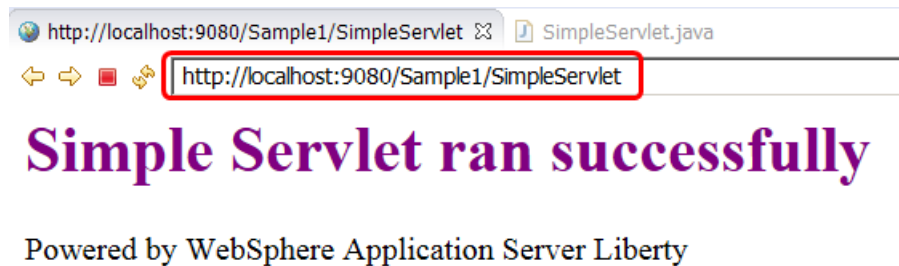 http://localhost:9080/Sample1/SimpleServlet SimpleServlet.java
http://localhost:9080/Sample1/SimpleServlet
Simple Servlet ran successfully
Powered by WebSphere Application Server Liberty